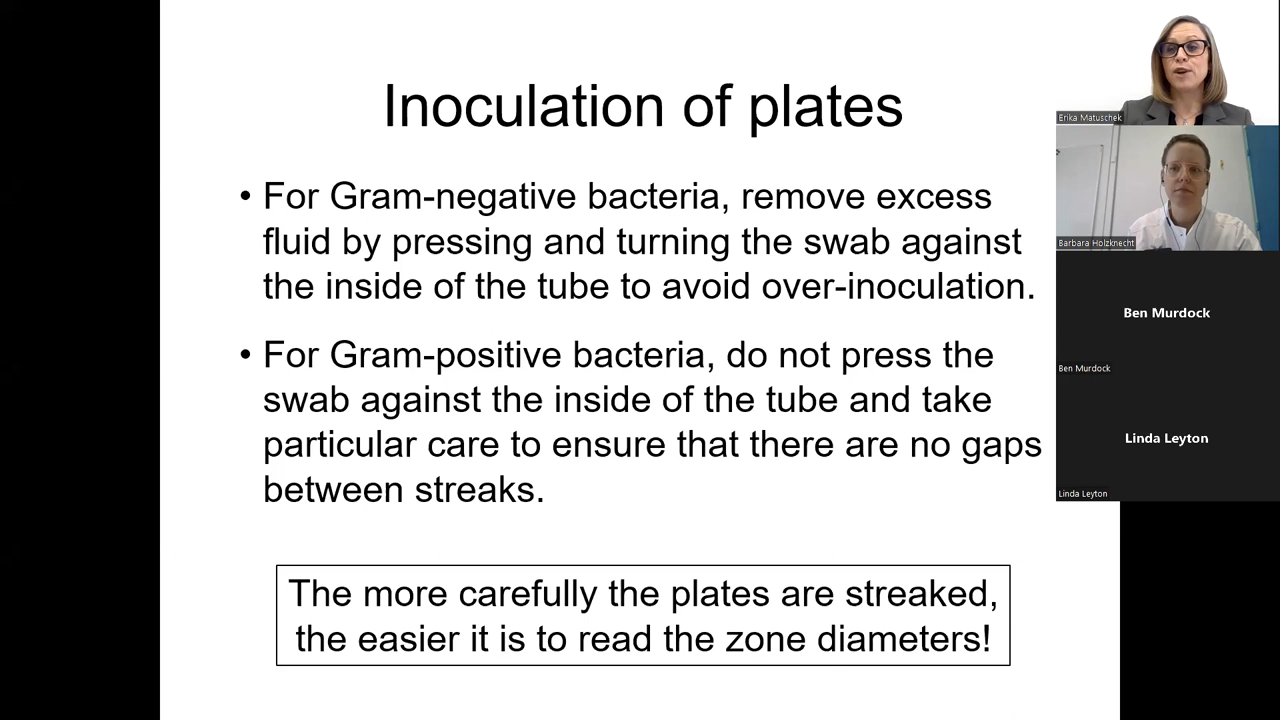 Inoculation of plates
• For Gram-negative bacteria, remove excess
fluid by pressing and turning the swab against
the inside of the tube to avoid over-inoculation.
• For Gram-positive bacteria, do not press the
swab against the inside of the tube and take
particular care to ensure that there are no gaps
between streaks.
The more carefully the plates are streaked,
the easier it is to read the zone diameters!
Erika Matuschek
Barbara Holzknecht
Ben Murdock
Ben Murdock
Linda Leyton
Linda Leyton